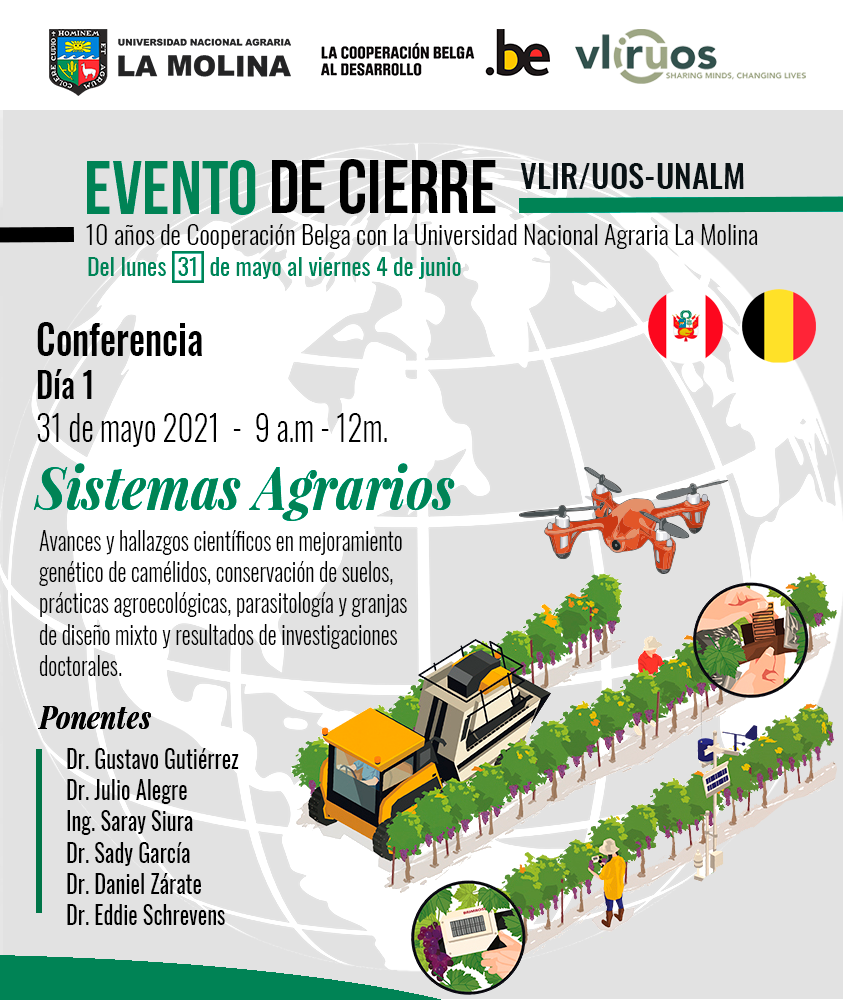 HOMINEM ET
COLERE CUPIO + AGRUM
UNIVERSIDAD NACIONAL AGRARIA
LA MOLINA
LA COOPERACIÓN BELGA
AL DESARROLLO
.be
vliruos
SHARING MINDS, CHANGING LIVES
EVENTO DE CIERRE
VLIR/UOS-UNALM
10 años de Cooperación Belga con la Universidad Nacional Agraria La Molina
Del lunes 31 de mayo al viernes 4 de junio
Conferencia
Día 1
31 de mayo 2021 - 9 a.m - 12m.
Sistemas Agrarios
Avances y hallazgos científicos en mejoramiento
genético de camélidos, conservación de suelos,
prácticas agroecológicas, parasitología y granjas
de diseño mixto y resultados de investigaciones
doctorales.
Ponentes
Dr. Gustavo Gutiérrez
Dr. Julio Alegre
Ing. Saray Siura
Dr. Sady García
Dr. Daniel Zárate
Dr. Eddie Schrevens